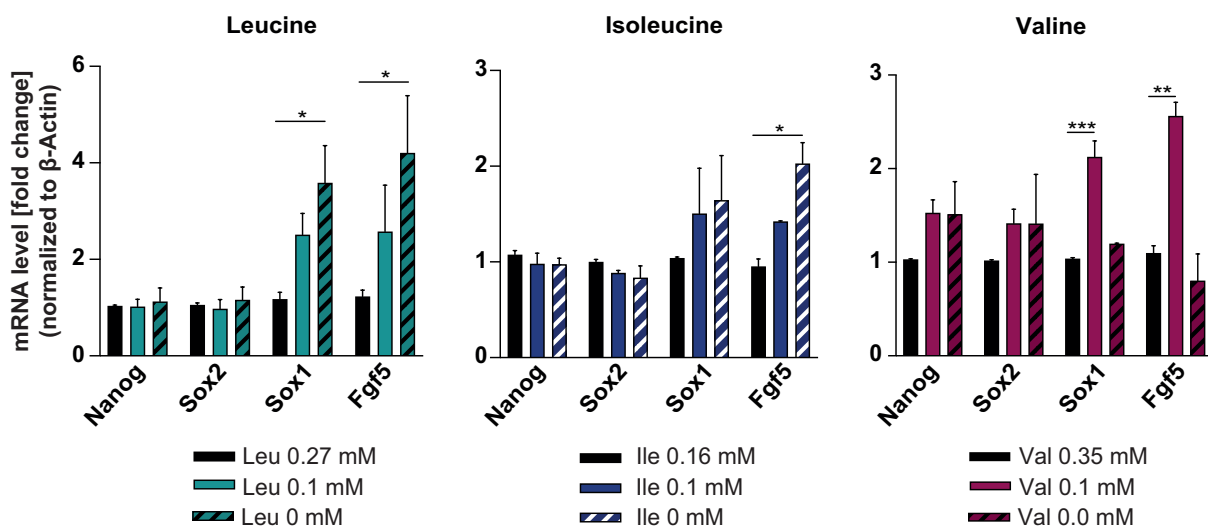 Leucine
Isoleucine
Valine
mRNA level [fold change]
(normalized to β-Actin)
6
4
2
0
*
*
Nanog
Sox2
Sox1
Fgf5
3
2
1
0
*
Nanog
Sox2
Sox1
Fgf5
3
2
1
0
***
**
Nanog
Sox2
Sox1
Fgf5
Leu 0.27 mM
Leu 0.1 mM
Leu 0 mM
Ile 0.16 mM
Ile 0.1 mM
Ile 0 mM
Val 0.35 mM
Val 0.1 mM
Val 0.0 mM